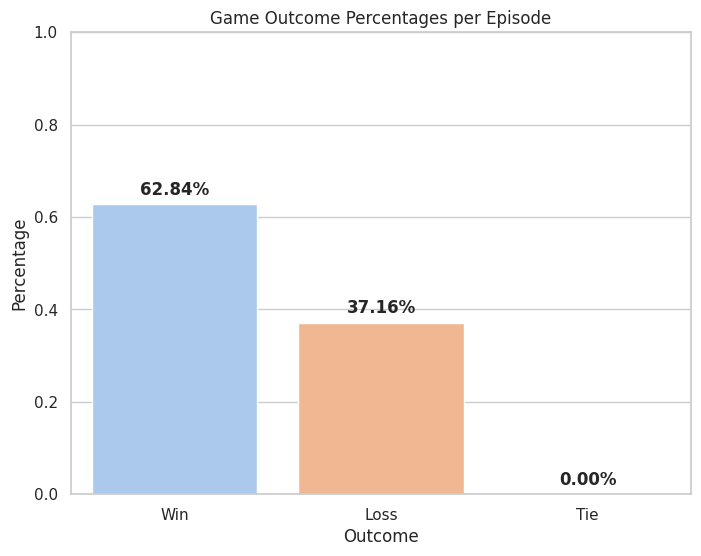 Game Outcome Percentages per Episode
1.0
0.8
0.6
0.4
0.2
0.0
Percentage
62.84%
37.16%
0.00%
Win
Loss
Tie
Outcome